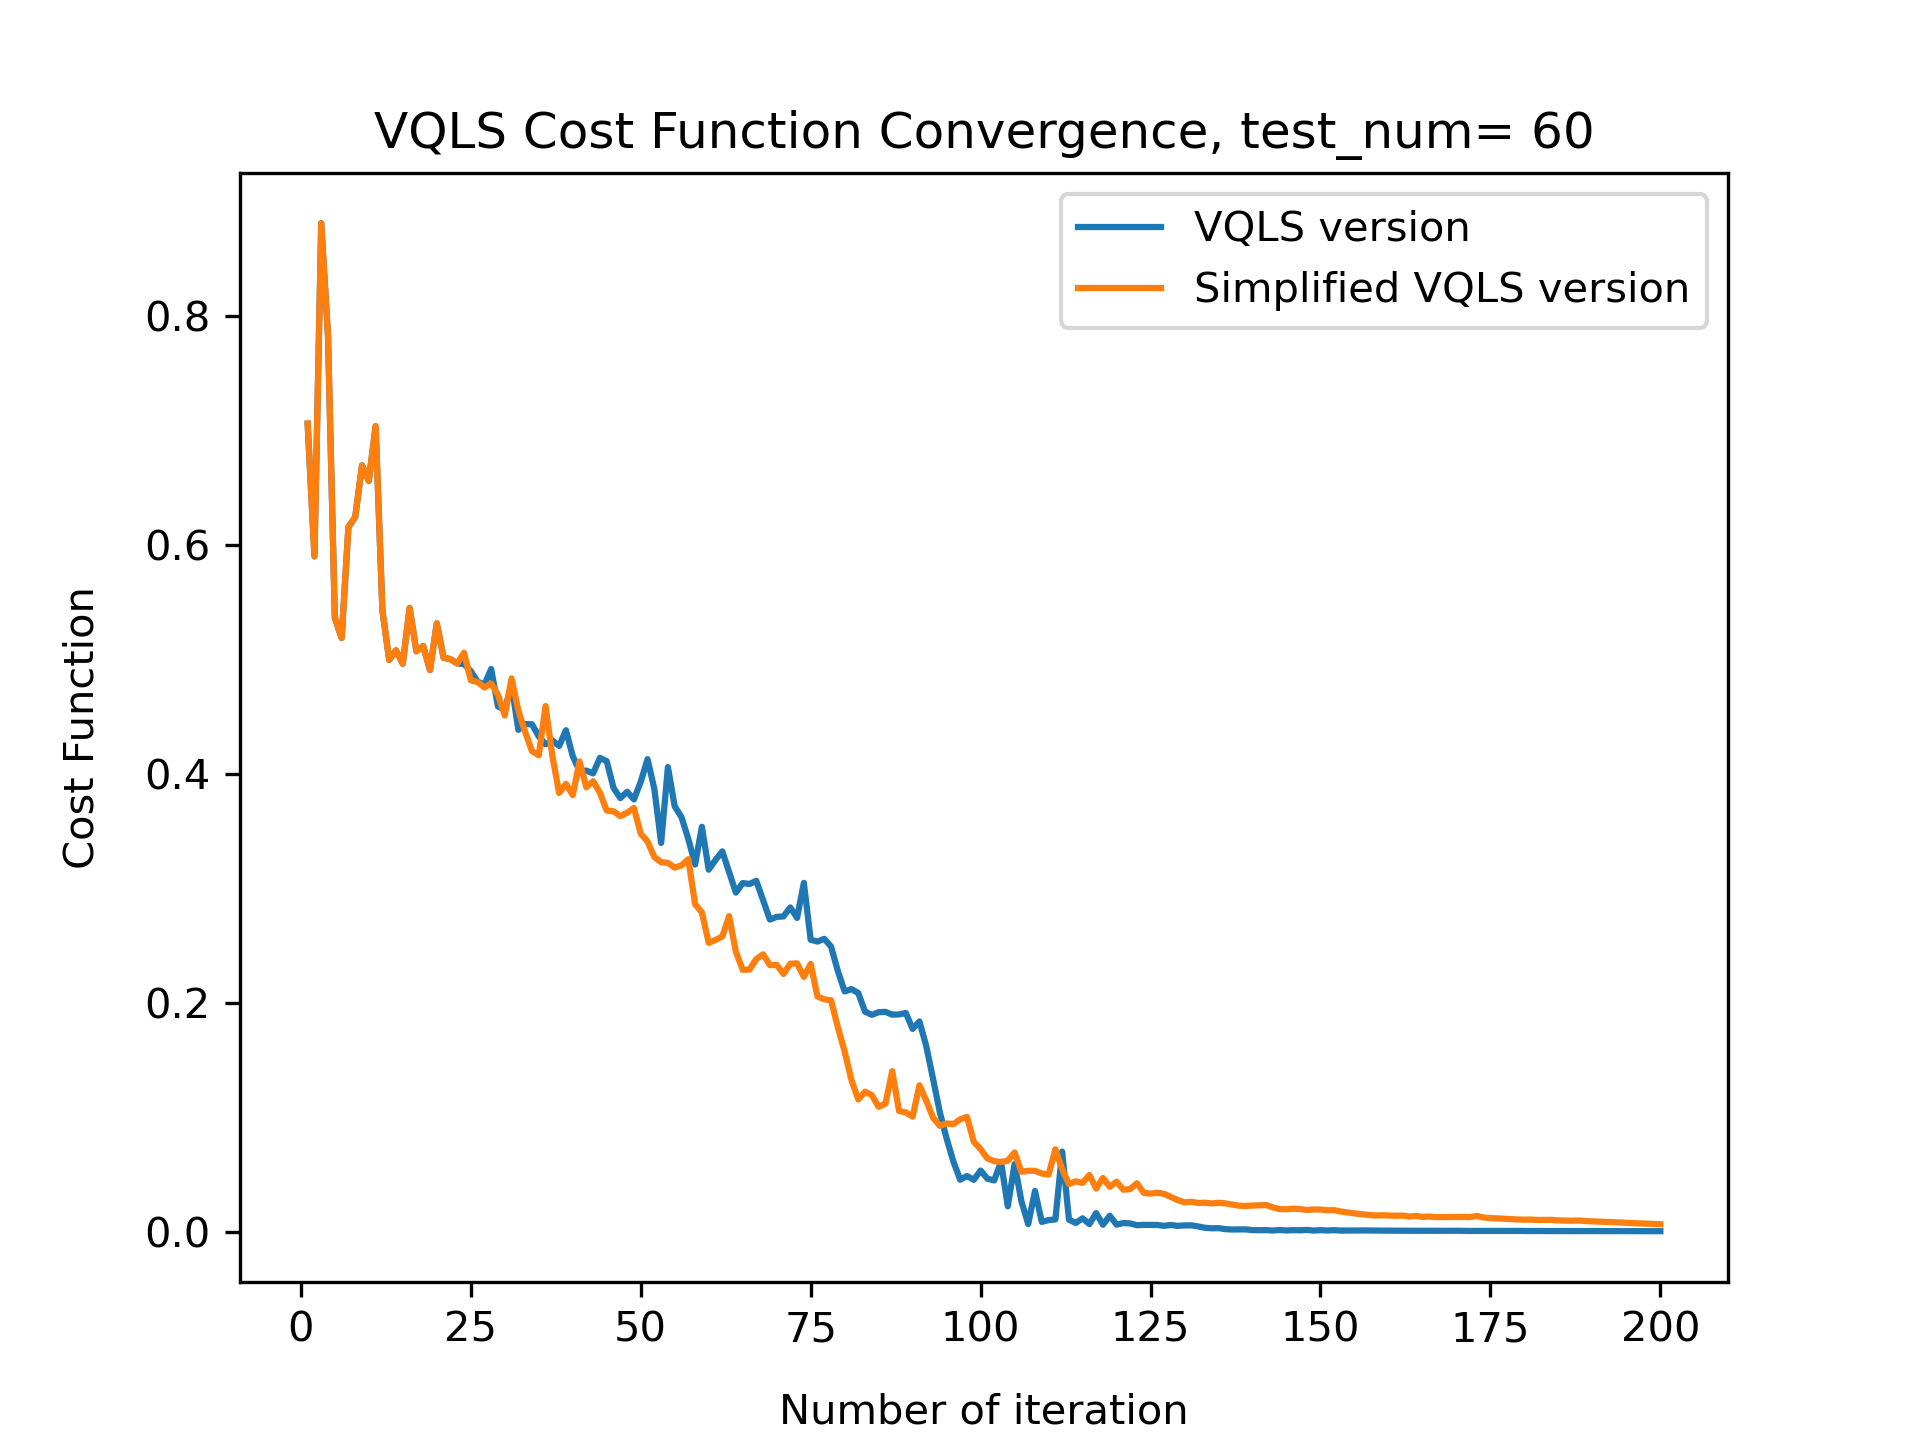 VQLS Cost Function Convergence, test_num= 60
VQLS version
Simplified VQLS version
Cost Function
0.8
0.6
0.4
0.2
0.0
0 25 50 75 100 125 150 175 200
Number of iteration